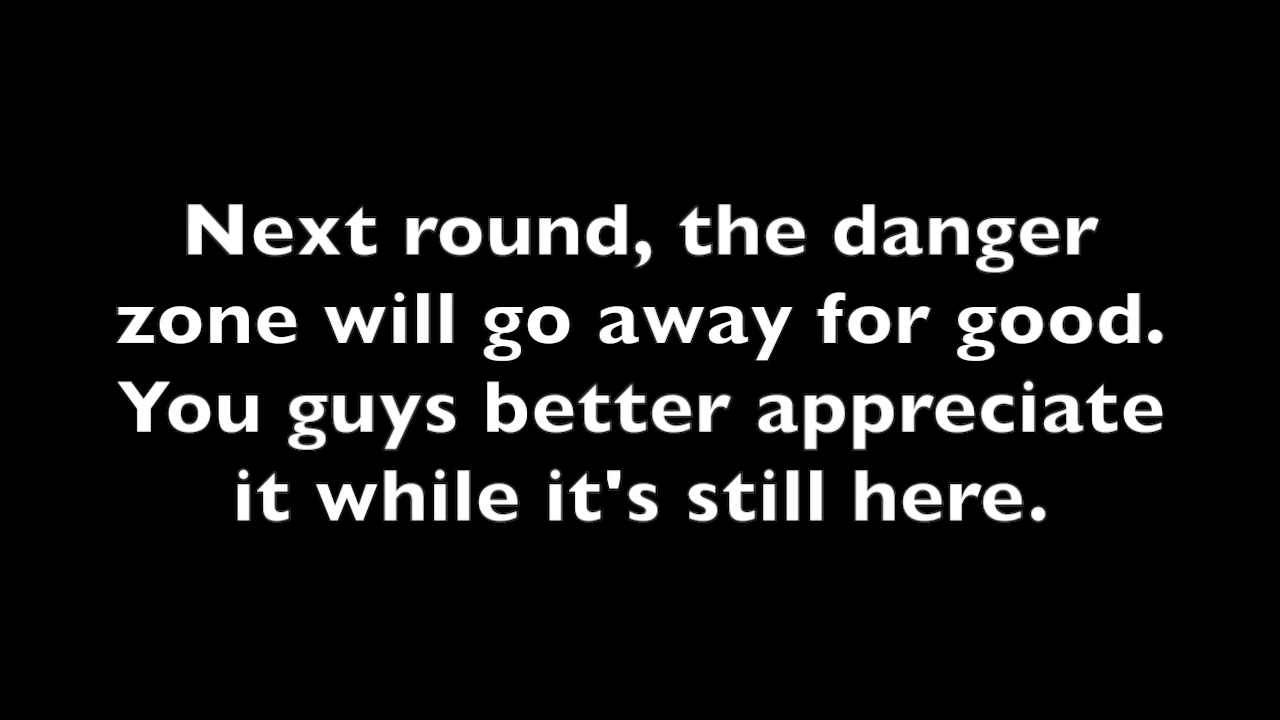 Next round, the danger
zone will go away for good.
You guys better appreciate
it while it's still here.